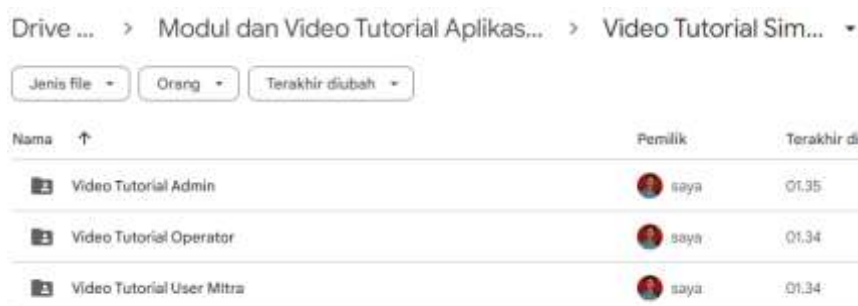 Drive ... > Modul dan Video Tutorial Aplikas... > Video Tutorial Sim...
Jenis file Orang Terakhir diubah
Nama ↑ Pemilik Terakhir di
Video Tutorial Admin saya 01.35
Video Tutorial Operator saya 01.34
Video Tutorial User MItra saya 01.34